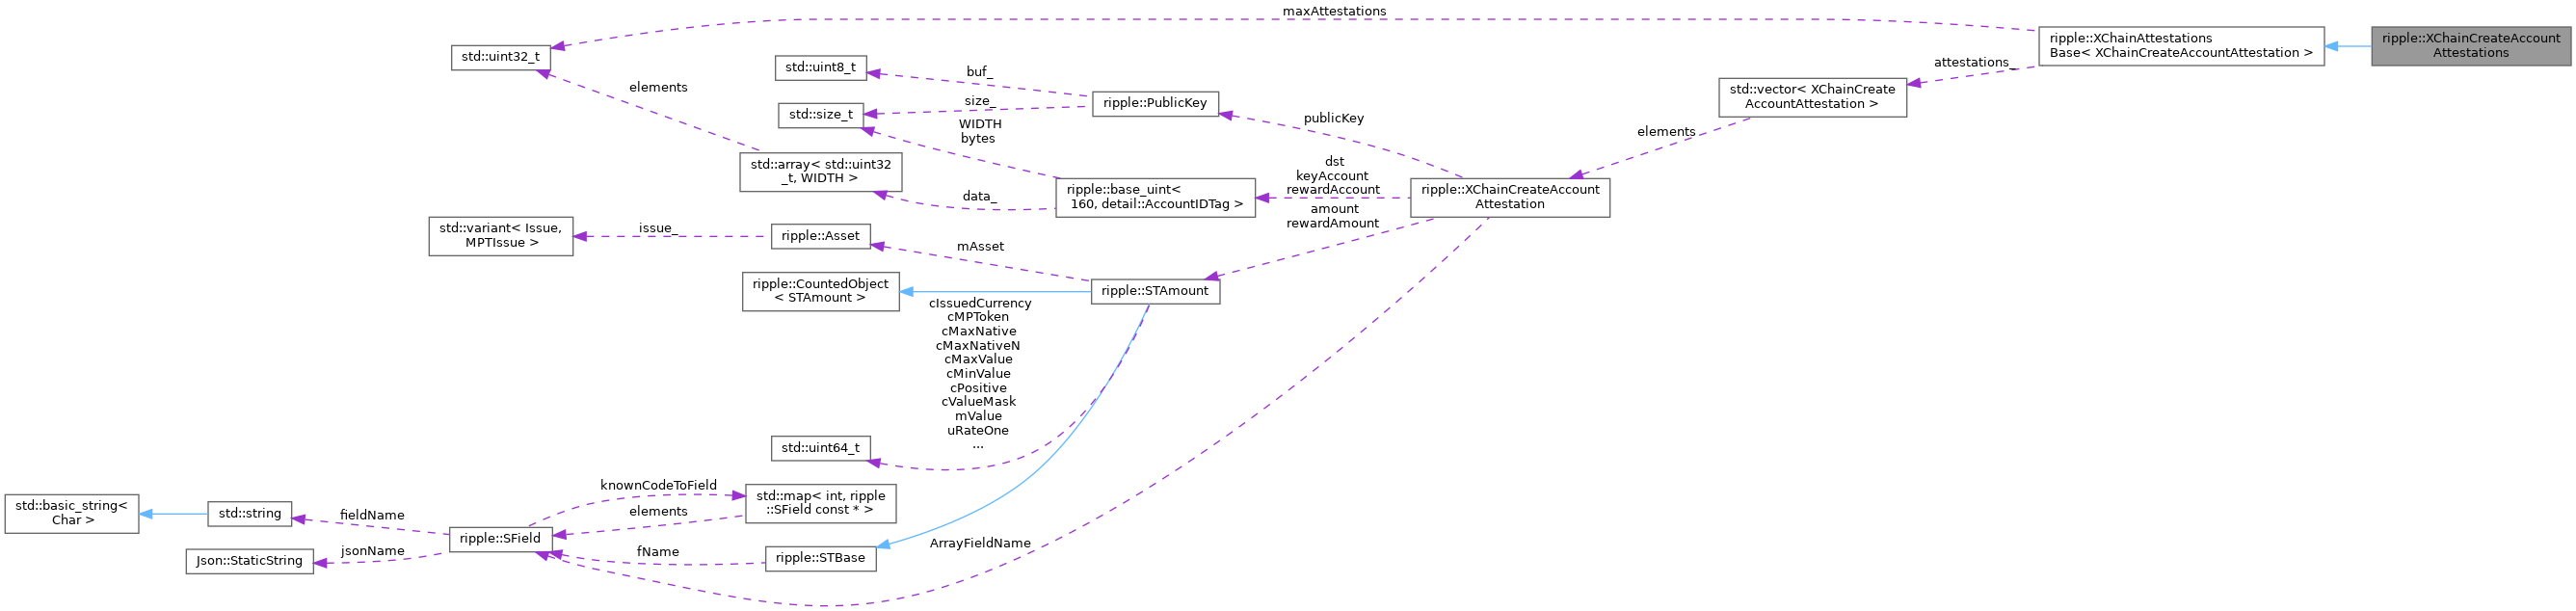 maxAttestations
ripple::XChainAttestations
Base< XChainCreateAccountAttestation >
ripple::XChainCreateAccount
Attestations
std::uint32_t
attestations_
std::uint8_t
buf_
elements
std::vector< XChainCreate
AccountAttestation >
ripple::PublicKey
size_
std::size_t
publicKey
WIDTH
bytes
elements
std::array< std::uint32
_t, WIDTH >
dst
keyAccount
rewardAccount
ripple::base_uint<
160, detail::AccountIDTag >
data_
ripple::XChainCreateAccount
Attestation
amount
rewardAmount
std::variant< Issue,
MPTIssue >
issue_
ripple::Asset
mAsset
ripple::CountedObject
< STAmount >
ripple::STAmount
cIssuedCurrency
cMPToken
cMaxNative
cMaxNativeN
cMaxValue
cMinValue
cPositive
cValueMask
mValue
uRateOne
...
std::uint64_t
knownCodeToField
std::map< int, ripple
::SField const * >
std::basic_string<
Char >
std::string
fieldName
elements
ripple::SField
ArrayFieldName
jsonName
fName
Json::StaticString
ripple::STBase